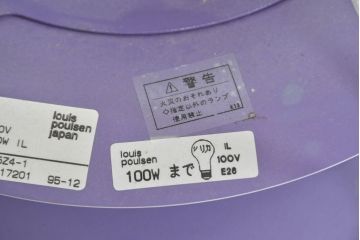 louis
poulsen
japan
0V
0W IL
5Z4-1
17201 95-12
⚠ 警告
火災のおそれあり
指定以外のランプ
使用禁止
louis
poulsen
100W まで
シリカ
IL
100V
E26